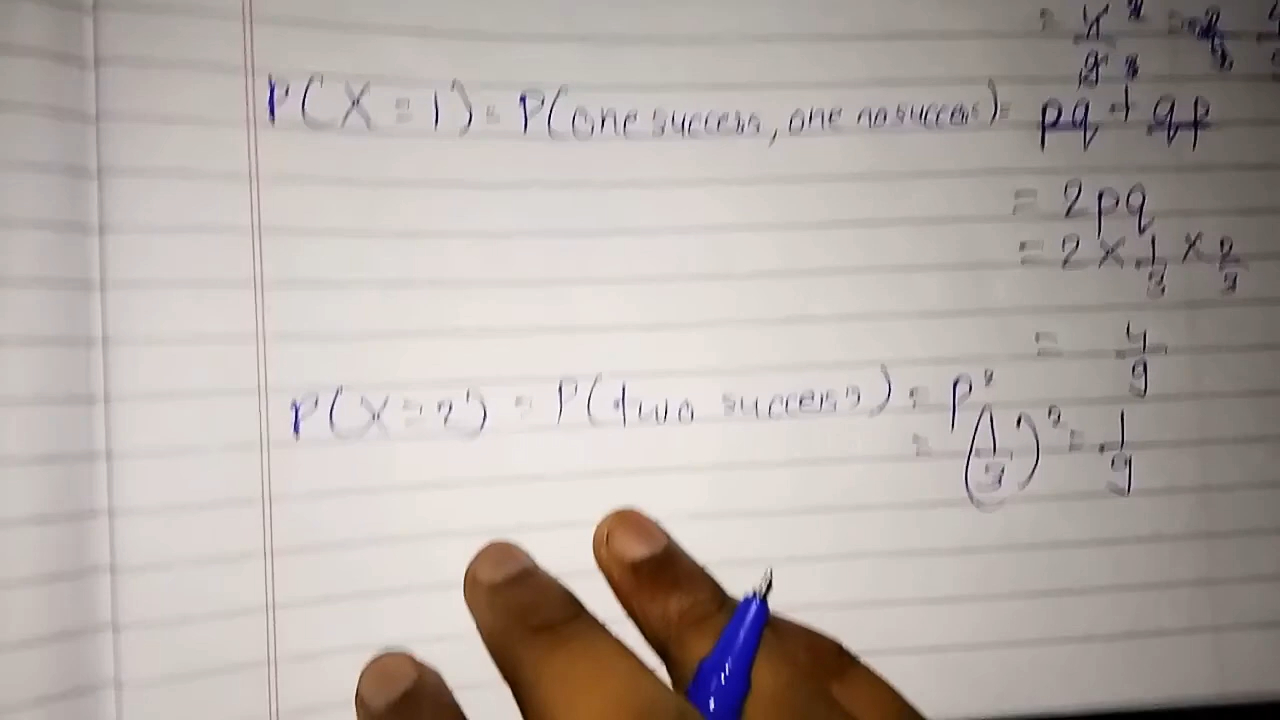 P(X=1) = P(one success, one no success) = pq + qp
= 2pq
= 2 × 1/3 × 2/3
= 4/9
P(X=2) = P(two success's) = p²
= (1/3)² = 1/9